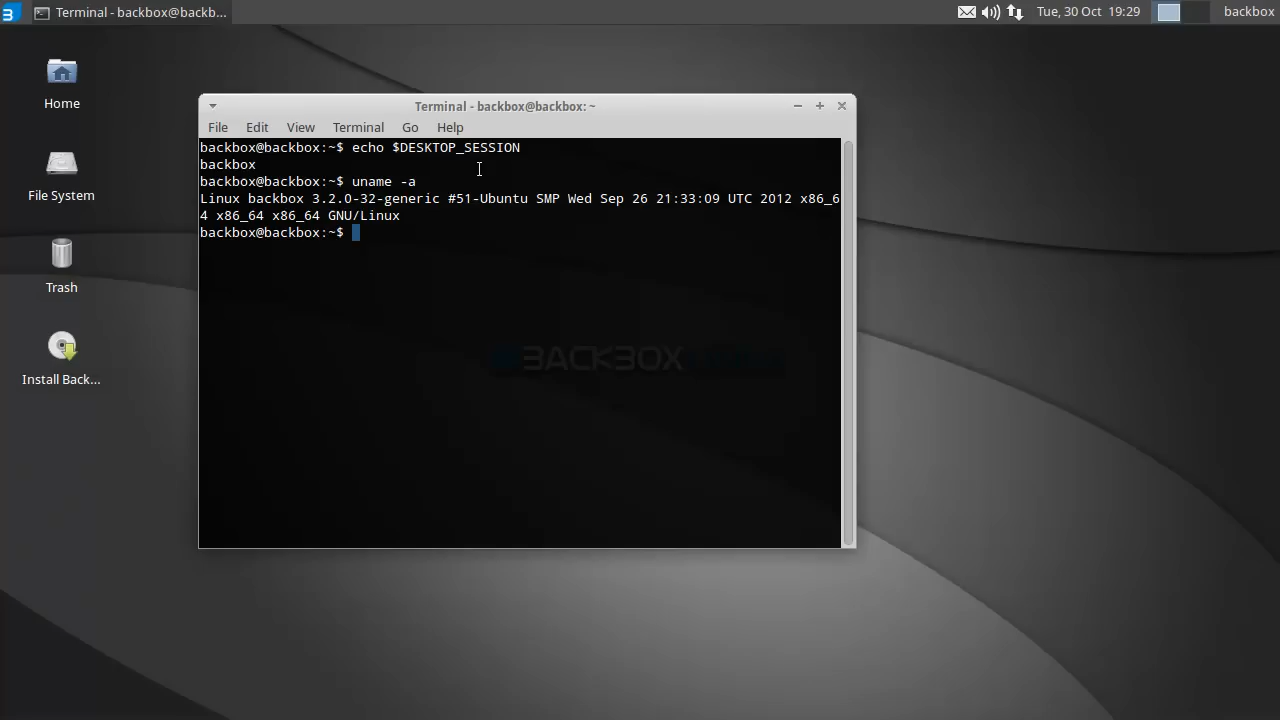 Terminal - backbox@backb...
Tue, 30 Oct 19:29
backbox
Home
File System
Trash
Install Back...
Terminal - backbox@backbox: ~
File Edit View Terminal Go Help
backbox@backbox:~$ echo $DESKTOP_SESSION
backbox
backbox@backbox:~$ uname -a
Linux backbox 3.2.0-32-generic #51-Ubuntu SMP Wed Sep 26 21:33:09 UTC 2012 x86_6
4 x86_64 x86_64 GNU/Linux
backbox@backbox:~$
BACKBOX